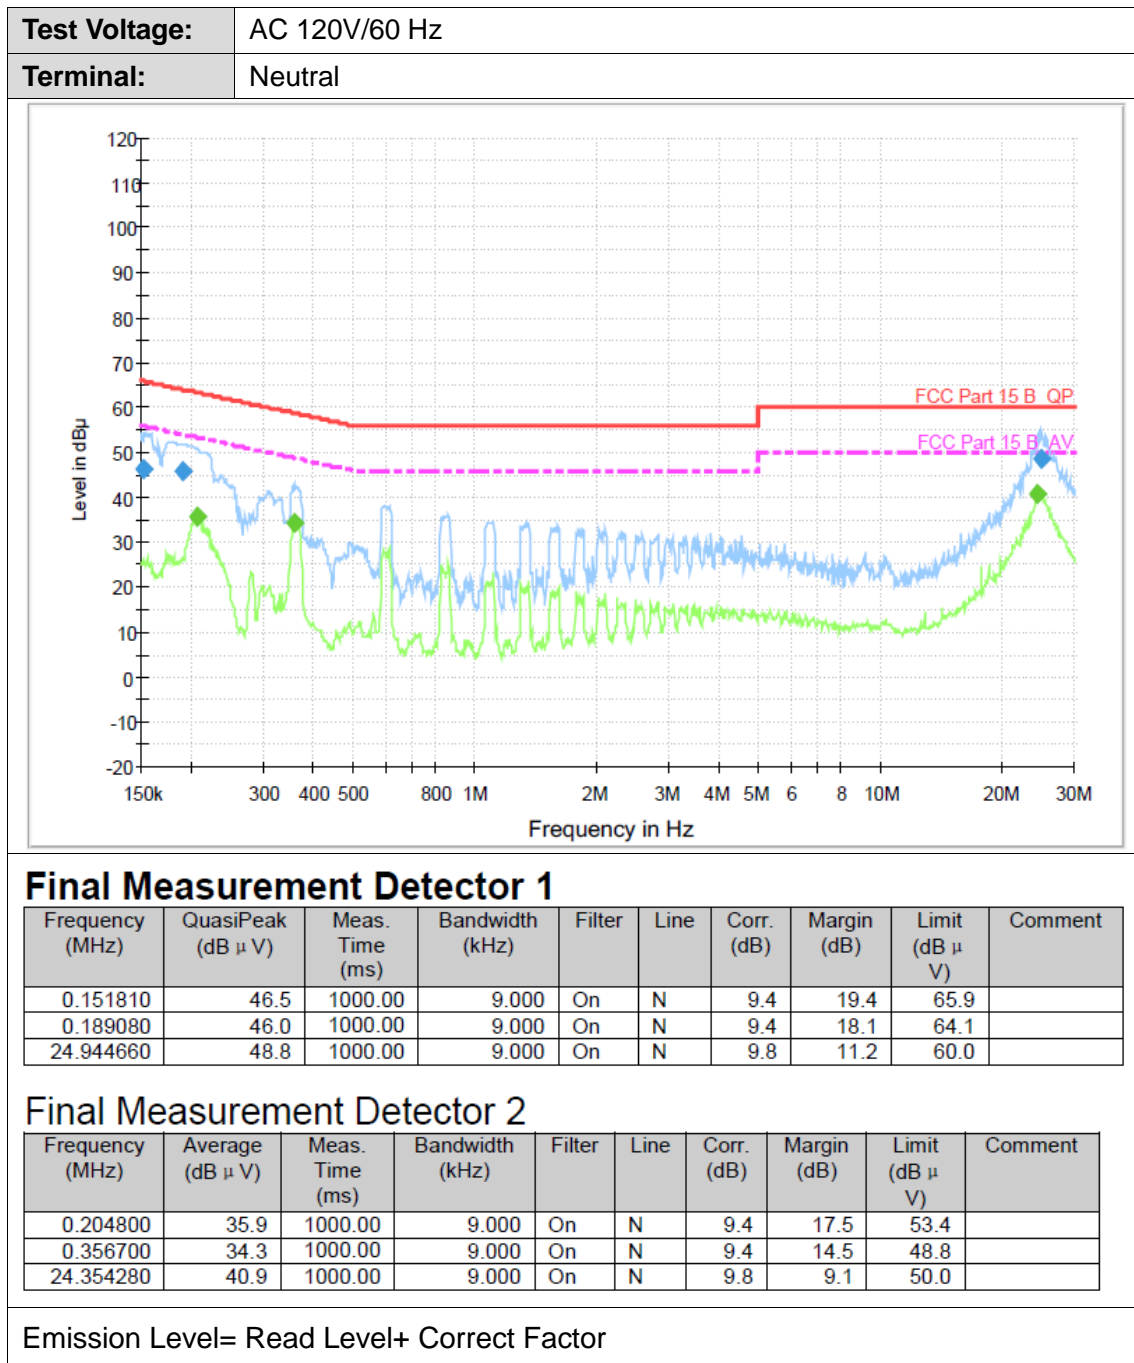 Test Voltage: AC 120V/60 Hz
Terminal: Neutral
120
110
100
90
80
70
60
50
40
30
20
10
0
-10
-20
Level in dBµ
FCC Part 15 B QP
FCC Part 15 B AV
150k 300 400 500 800 1M 2M 3M 4M 5M 6 8 10M 20M 30M
Frequency in Hz
Final Measurement Detector 1
Frequency (MHz) QuasiPeak (dB µ V) Meas. Time (ms) Bandwidth (kHz) Filter Line Corr. (dB) Margin (dB) Limit (dB µ V) Comment
0.151810 46.5 1000.00 9.000 On N 9.4 19.4 65.9
0.189080 46.0 1000.00 9.000 On N 9.4 18.1 64.1
24.944660 48.8 1000.00 9.000 On N 9.8 11.2 60.0
Final Measurement Detector 2
Frequency (MHz) Average (dB µ V) Meas. Time (ms) Bandwidth (kHz) Filter Line Corr. (dB) Margin (dB) Limit (dB µ V) Comment
0.204800 35.9 1000.00 9.000 On N 9.4 17.5 53.4
0.356700 34.3 1000.00 9.000 On N 9.4 14.5 48.8
24.354280 40.9 1000.00 9.000 On N 9.8 9.1 50.0
Emission Level= Read Level+ Correct Factor